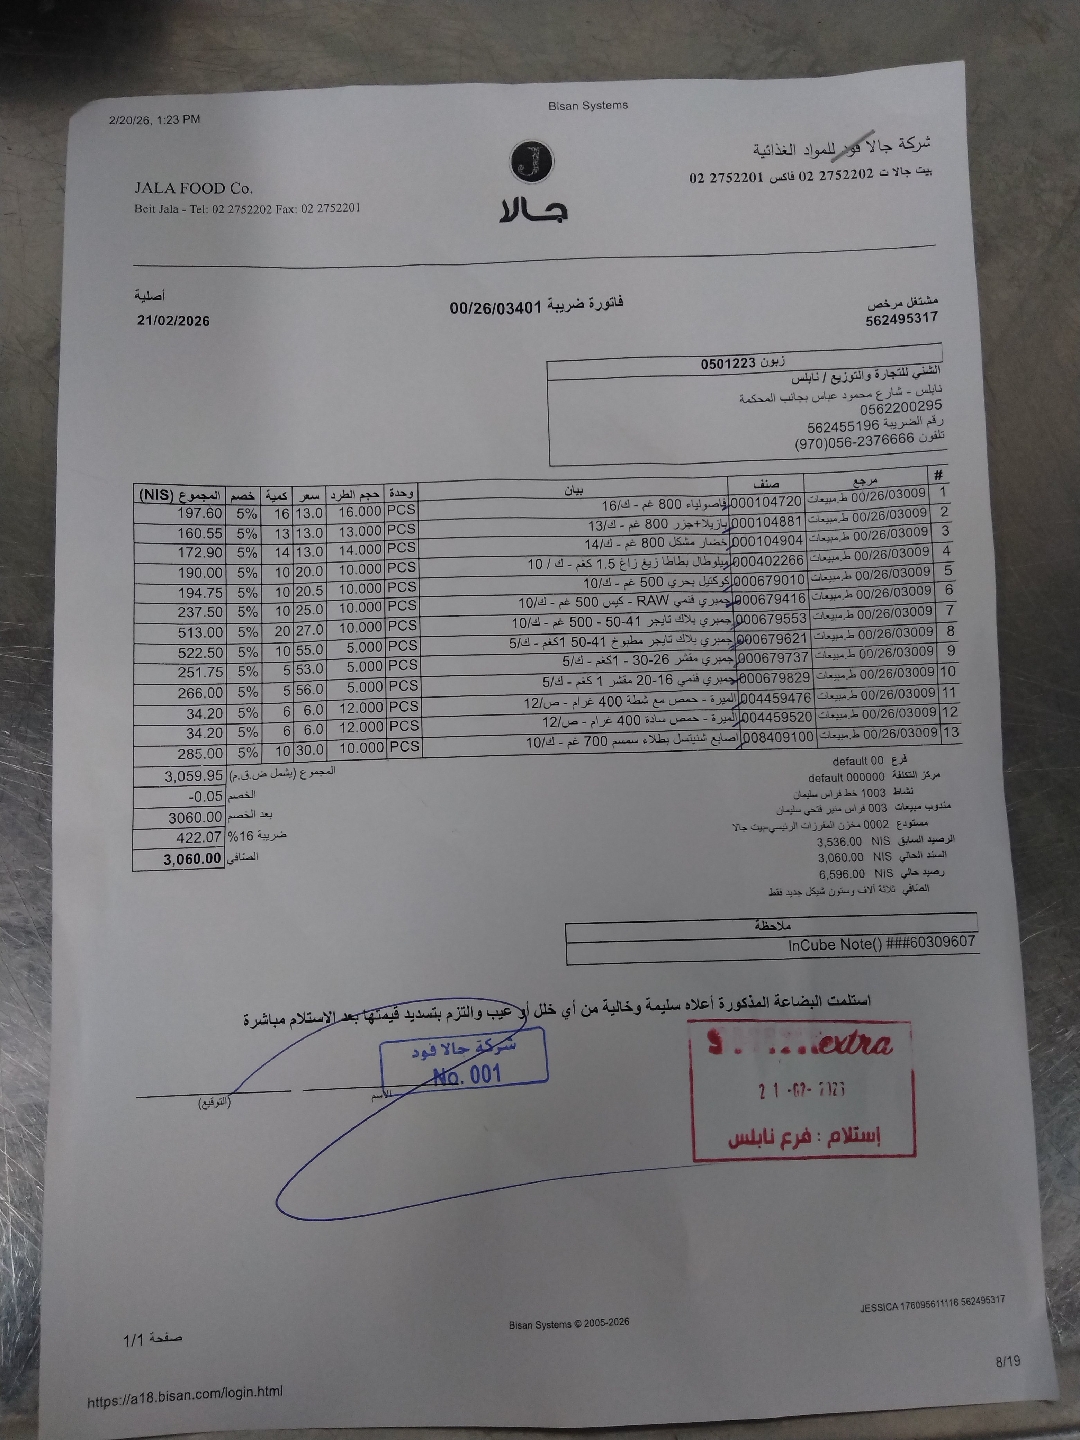 2/20/26, 1:23 PM
Bisan Systems
شركة جالا فود للمواد الغذائية
بيت جالا ت 2752202 02 فاكس 2752201 02
JALA FOOD Co.
Beit Jala - Tel: 02 2752202 Fax: 02 2752201
جالا
أصلية
21/02/2026
فاتورة ضريبة 00/26/03401
مشتغل مرخص
562495317
زبون 0501223
الشني للتجارة والتوزيع / نابلس
نابلس - شارع محمود عباس بجانب المحكمة
0562200295
رقم الضريبة 562455196
تلفون 056-2376666(970)
# مرجع صنف بيان وحدة حجم الطرد سعر كمية خصم المجموع (NIS)
1 00/26/03009 ط.مبيعات 000104720 فاصولياء 800 غم - ك/16 PCS 16.000 13.0 16 5% 197.60
2 00/26/03009 ط.مبيعات 000104881 بازيلا+جزر 800 غم - ك/13 PCS 13.000 13.0 13 5% 160.55
3 00/26/03009 ط.مبيعات 000104904 خضار مشكل 800 غم - ك/14 PCS 14.000 13.0 14 5% 172.90
4 00/26/03009 ط.مبيعات 000402266 بطاطا زيغ زاغ 1.5 كغم - ك / 10 PCS 10.000 20.0 10 5% 190.00
5 00/26/03009 ط.مبيعات 000679010 كوكتيل بحري 500 غم - ك/10 PCS 10.000 20.5 10 5% 194.75
6 00/26/03009 ط.مبيعات 000679416 جمبري فنمي RAW - كيس 500 غم - ك/10 PCS 10.000 25.0 10 5% 237.50
7 00/26/03009 ط.مبيعات 000679553 جمبري بلاك تايجر 41-50 - 500 غم - ك/10 PCS 10.000 27.0 20 5% 513.00
8 00/26/03009 ط.مبيعات 000679621 جمبري بلاك تايجر مطبوخ 41-50 1كغم - ك/5 PCS 5.000 55.0 10 5% 522.50
9 00/26/03009 ط.مبيعات 000679737 جمبري مقشر 26-30 - 1كغم - ك/5 PCS 5.000 53.0 5 5% 251.75
10 00/26/03009 ط.مبيعات 000679829 جمبري فنمي 16-20 مقشر 1 كغم - ك/5 PCS 5.000 56.0 5 5% 266.00
11 00/26/03009 ط.مبيعات 004459476 الميرة - حمص مع شطة 400 غرام - ص/12 PCS 12.000 6.0 6 5% 34.20
12 00/26/03009 ط.مبيعات 004459520 الميرة - حمص سادة 400 غرام - ص/12 PCS 12.000 6.0 6 5% 34.20
13 00/26/03009 ط.مبيعات 008409100 اصابع شنيتسل بطلاء سمسم 700 غم - ك/10 PCS 10.000 30.0 10 5% 285.00
المجموع (يشمل ض.ق.م) 3,059.95
الخصم -0.05
بعد الخصم 3060.00
ضريبة 16% 422.07
الصافي 3,060.00
فرع 00 default
مركز التكلفة 000000 default
نشاط 1003 خط فراس سليمان
مندوب مبيعات 003 فراس منير فتحي سليمان
مستودع 0002 مخزن المفرزات الرئيسي-بيت جالا
الرصيد السابق NIS 3,536.00
السند الحالي NIS 3,060.00
رصيد حالي NIS 6,596.00
الصافي ثلاثة آلاف وستون شيكل جديد فقط
ملاحظة
InCube Note() ###60309607
استلمت البضاعة المذكورة أعلاه سليمة وخالية من أي خلل أو عيب والتزم بتسديد قيمتها بعد الاستلام مباشرة
شركة جالا فود
No. 001
الاسم
(التوقيع)
extra
إستلام : فرع نابلس
JESSICA 176095611116 562495317
Bisan Systems © 2005-2026
صفحة 1/1
8/19
https://a18.bisan.com/login.html